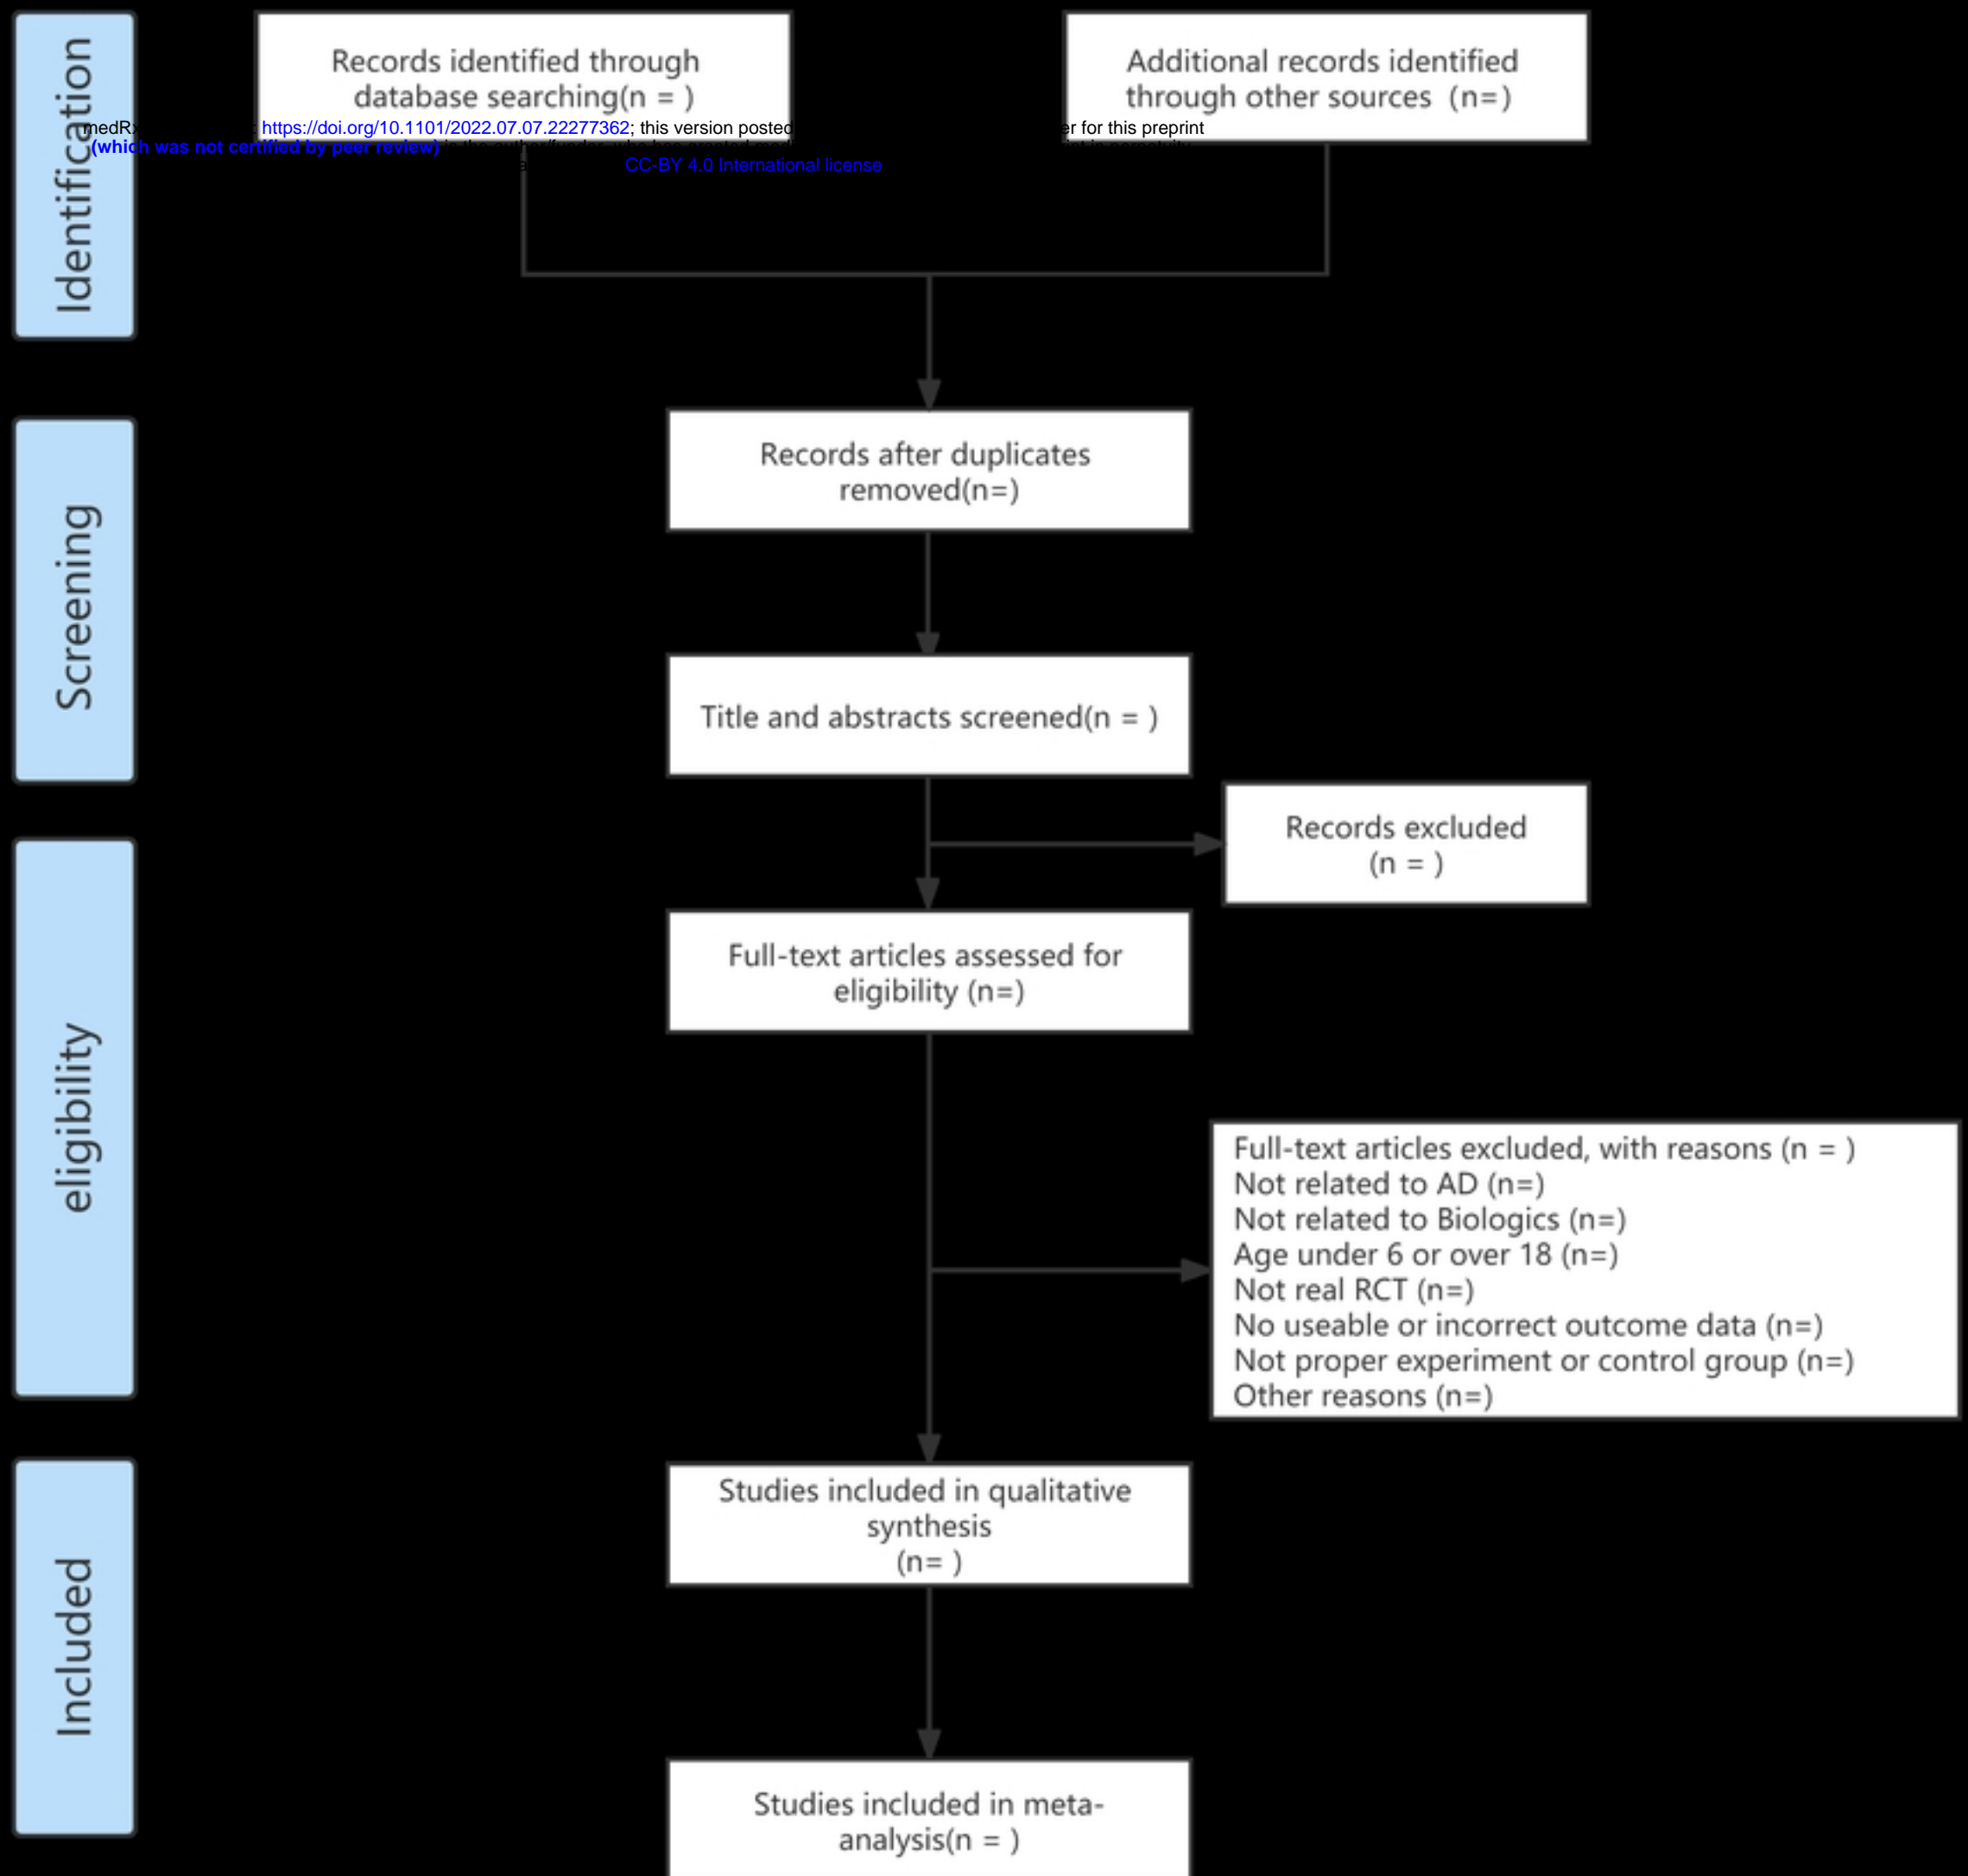 Identification
Records identified through
database searching(n = )
Additional records identified
through other sources (n=)
https://doi.org/10.1101/2022.07.07.22277362; this version posted
er for this preprint
(which was not certified by peer review)
CC-BY 4.0 International license
Screening
Records after duplicates
removed(n=)
Title and abstracts screened(n = )
Records excluded
(n = )
eligibility
Full-text articles assessed for
eligibility (n=)
Full-text articles excluded, with reasons (n = )
Not related to AD (n=)
Not related to Biologics (n=)
Age under 6 or over 18 (n=)
Not real RCT (n=)
No useable or incorrect outcome data (n=)
Not proper experiment or control group (n=)
Other reasons (n=)
Included
Studies included in qualitative
synthesis
(n= )
Studies included in meta-
analysis(n = )